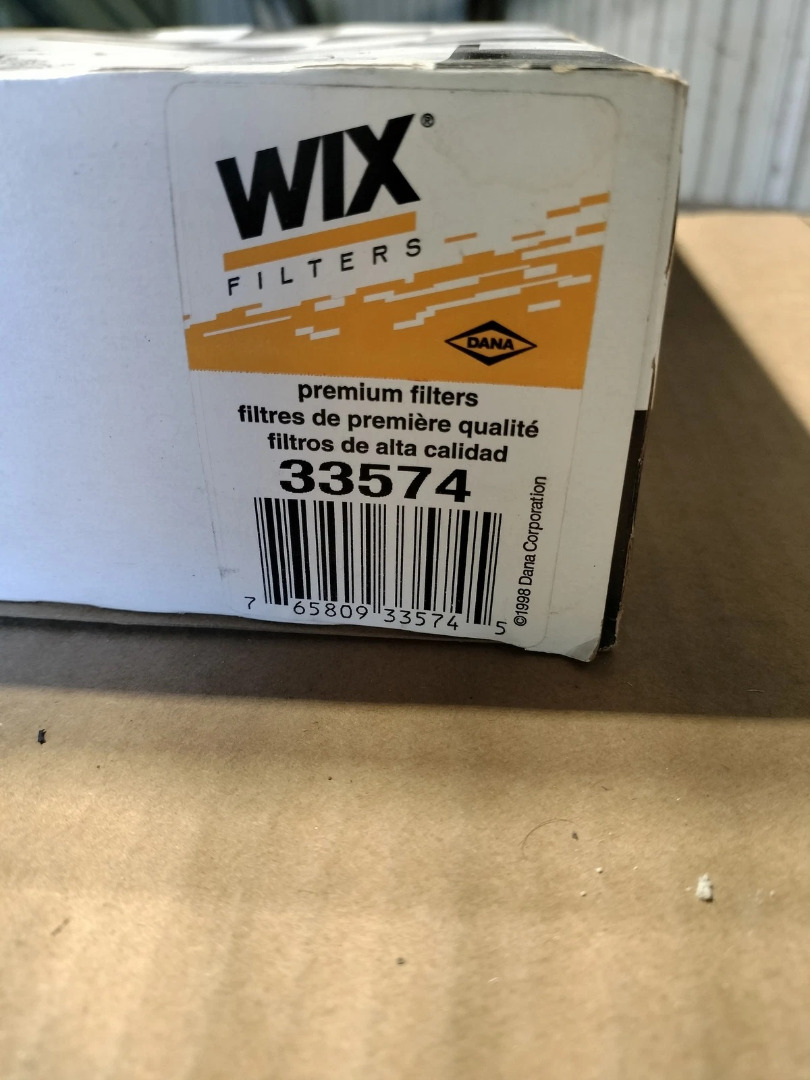 WIX®
FILTERS
DANA
premium filters
filtres de première qualité
filtros de alta calidad
33574
7 65809 33574 5
©1998 Dana Corporation